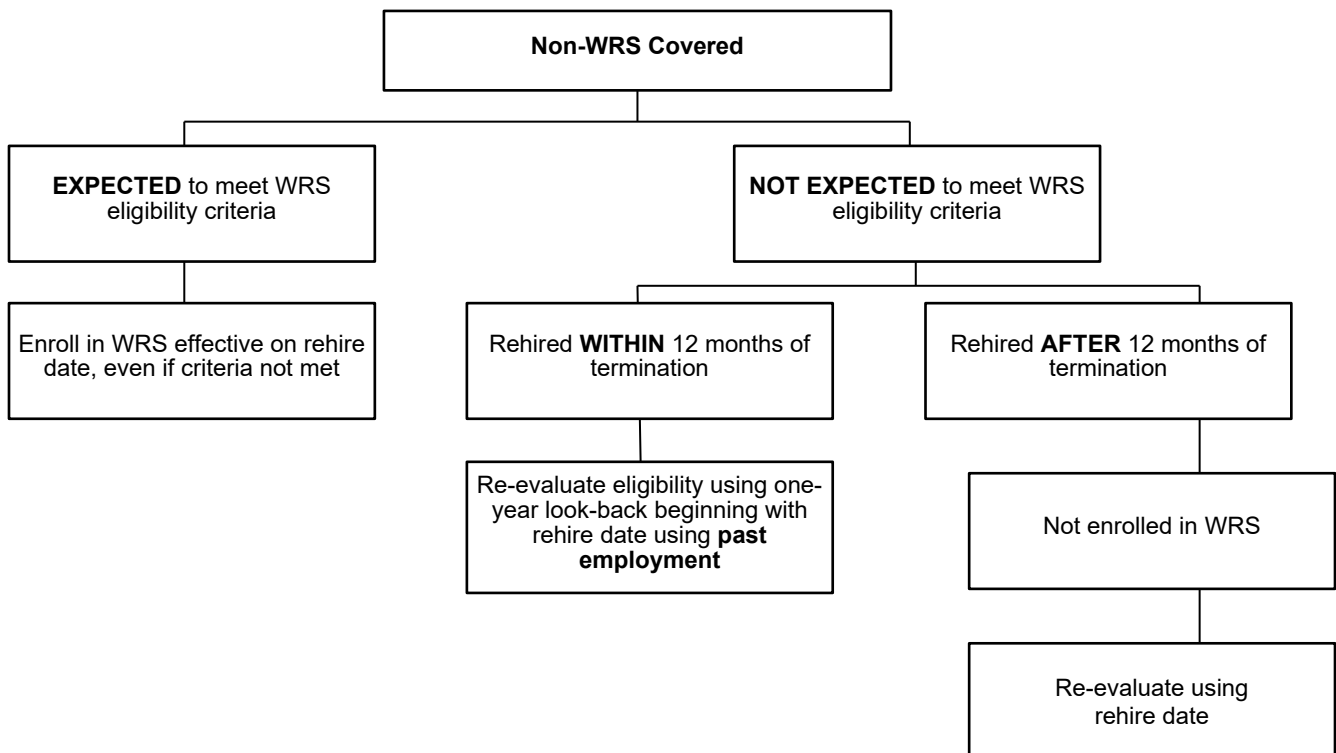 Non-WRS Covered
EXPECTED to meet WRS
eligibility criteria
NOT EXPECTED to meet WRS
eligibility criteria
Enroll in WRS effective on rehire
date, even if criteria not met
Rehired WITHIN 12 months of
termination
Rehired AFTER 12 months of
termination
Re-evaluate eligibility using one-
year look-back beginning with
rehire date using past
employment
Not enrolled in WRS
Re-evaluate using
rehire date